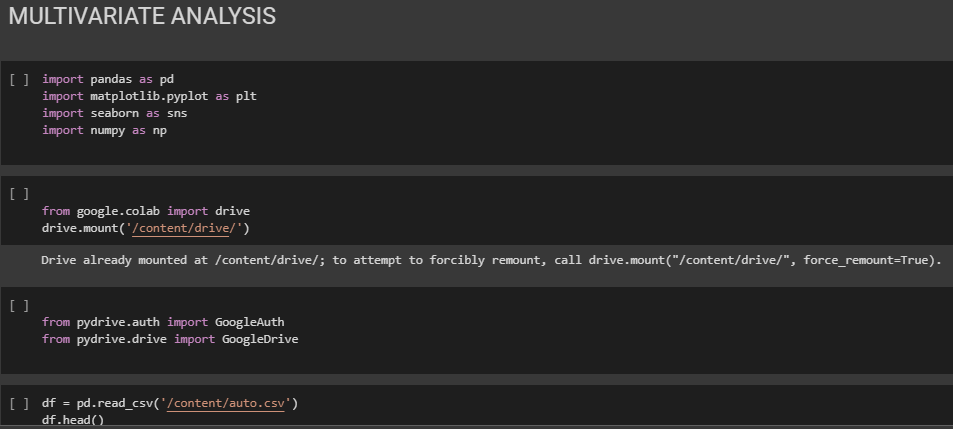 MULTIVARIATE ANALYSIS
[ ] import pandas as pd
import matplotlib.pyplot as plt
import seaborn as sns
import numpy as np
[ ]
from google.colab import drive
drive.mount('/content/drive/')
Drive already mounted at /content/drive/; to attempt to forcibly remount, call drive.mount("/content/drive/", force_remount=True).
[ ]
from pydrive.auth import GoogleAuth
from pydrive.drive import GoogleDrive
[ ] df = pd.read_csv('/content/auto.csv')
df.head()